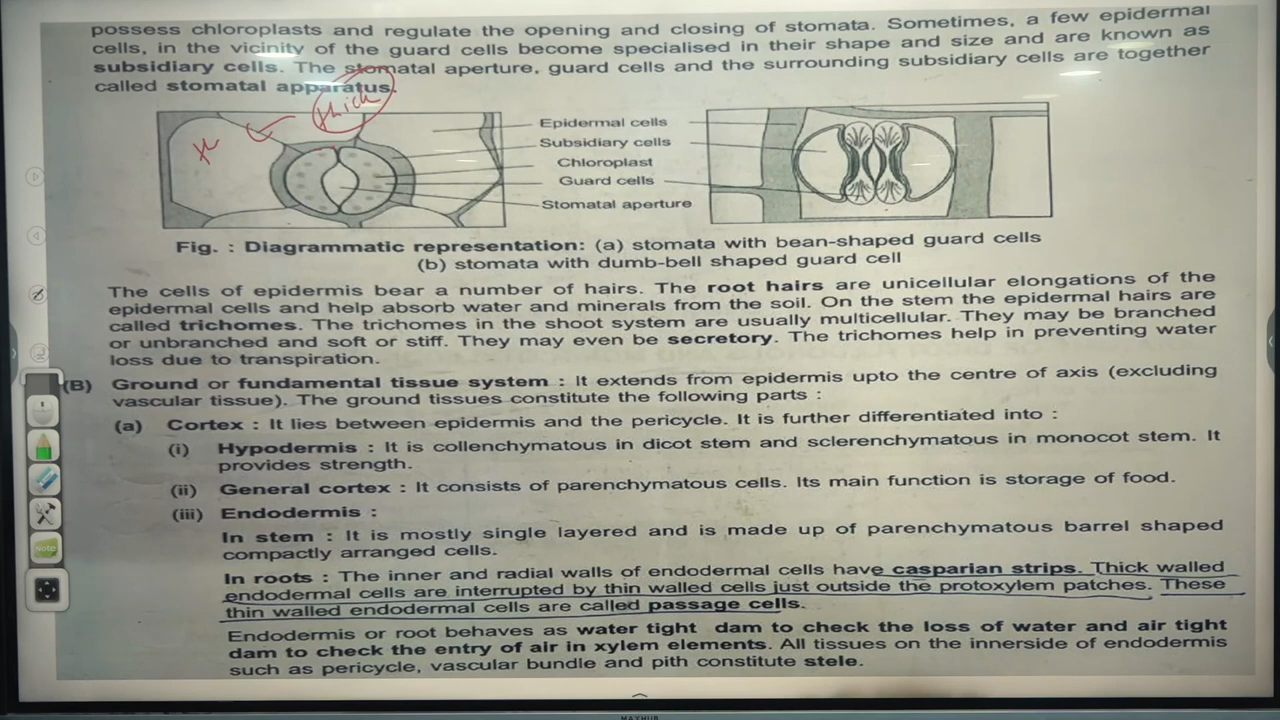 possess chloroplasts and regulate the opening and closing of stomata. Sometimes, a few epidermal
cells, in the vicinity of the guard cells become specialised in their shape and size and are known as
subsidiary cells. The stomatal aperture, guard cells and the surrounding subsidiary cells are together
called stomatal apparatus.
thick
Epidermal cells
Subsidiary cells
Chloroplast
Guard cells
Stomatal aperture
Fig. : Diagrammatic representation: (a) stomata with bean-shaped guard cells
(b) stomata with dumb-bell shaped guard cell
The cells of epidermis bear a number of hairs. The root hairs are unicellular elongations of the
epidermal cells and help absorb water and minerals from the soil. On the stem the epidermal hairs are
called trichomes. The trichomes in the shoot system are usually multicellular. They may be branched
or unbranched and soft or stiff. They may even be secretory. The trichomes help in preventing water
loss due to transpiration.
(B) Ground or fundamental tissue system : It extends from epidermis upto the centre of axis (excluding
vascular tissue). The ground tissues constitute the following parts :
(a) Cortex : It lies between epidermis and the pericycle. It is further differentiated into :
(i) Hypodermis : It is collenchymatous in dicot stem and sclerenchymatous in monocot stem. It
provides strength.
(ii) General cortex : It consists of parenchymatous cells. Its main function is storage of food.
(iii) Endodermis :
In stem : It is mostly single layered and is made up of parenchymatous barrel shaped
compactly arranged cells.
In roots : The inner and radial walls of endodermal cells have casparian strips. Thick walled
endodermal cells are interrupted by thin walled cells just outside the protoxylem patches. These
thin walled endodermal cells are called passage cells.
Endodermis or root behaves as water tight dam to check the loss of water and air tight
dam to check the entry of air in xylem elements. All tissues on the innerside of endodermis
such as pericycle, vascular bundle and pith constitute stele.
Note
MAXHUB